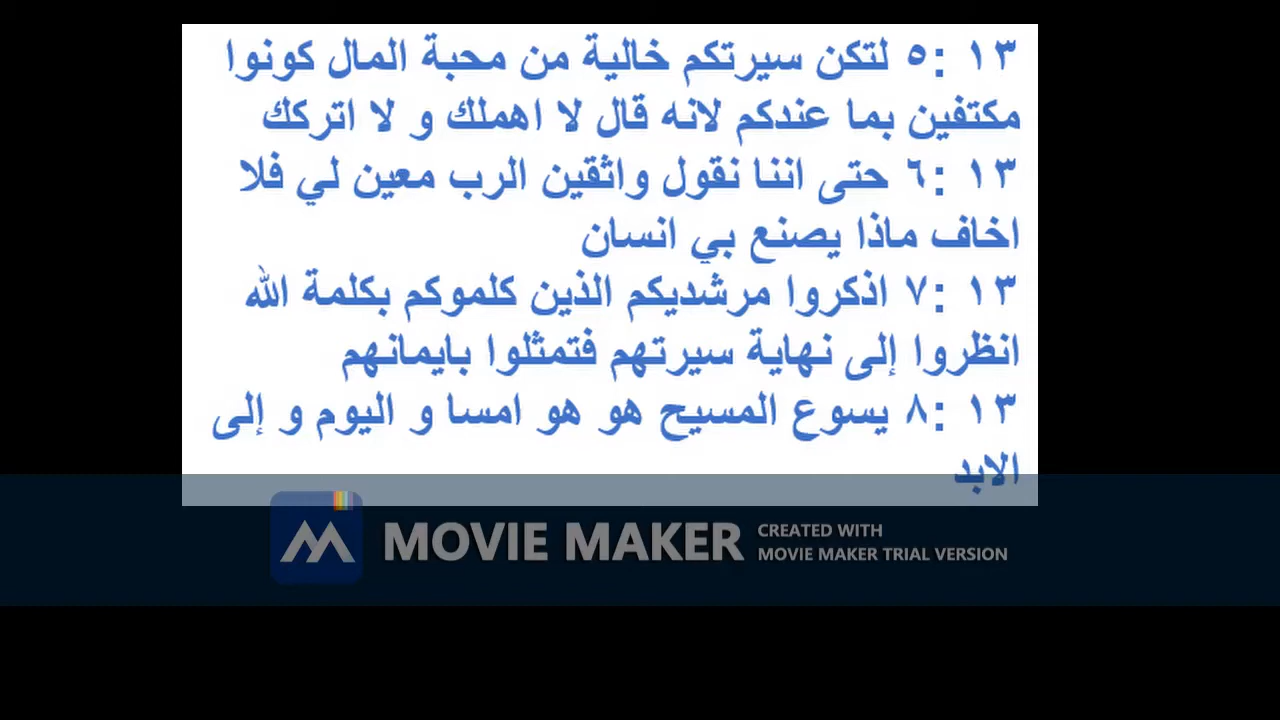 ١٣ :٥ لتكن سيرتكم خالية من محبة المال كونوا
مكتفين بما عندكم لانه قال لا اهملك و لا اتركك
١٣ :٦ حتى اننا نقول واثقين الرب معين لي فلا
اخاف ماذا يصنع بي انسان
١٣ :٧ اذكروا مرشديكم الذين كلموكم بكلمة الله
انظروا إلى نهاية سيرتهم فتمثلوا بايمانهم
١٣ :٨ يسوع المسيح هو هو امسا و اليوم و إلى
الابد
MOVIE MAKER
CREATED WITH
MOVIE MAKER TRIAL VERSION